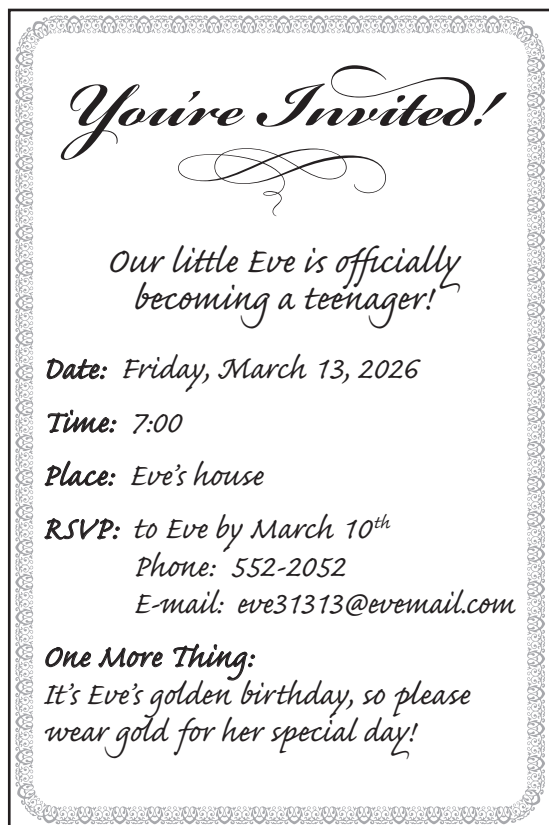 You're Invited!
Our little Eve is officially
becoming a teenager!
Date: Friday, March 13, 2026
Time: 7:00
Place: Eve's house
RSVP: to Eve by March 10th
Phone: 552-2052
E-mail: eve31313@evemail.com
One More Thing:
It's Eve's golden birthday, so please
wear gold for her special day!